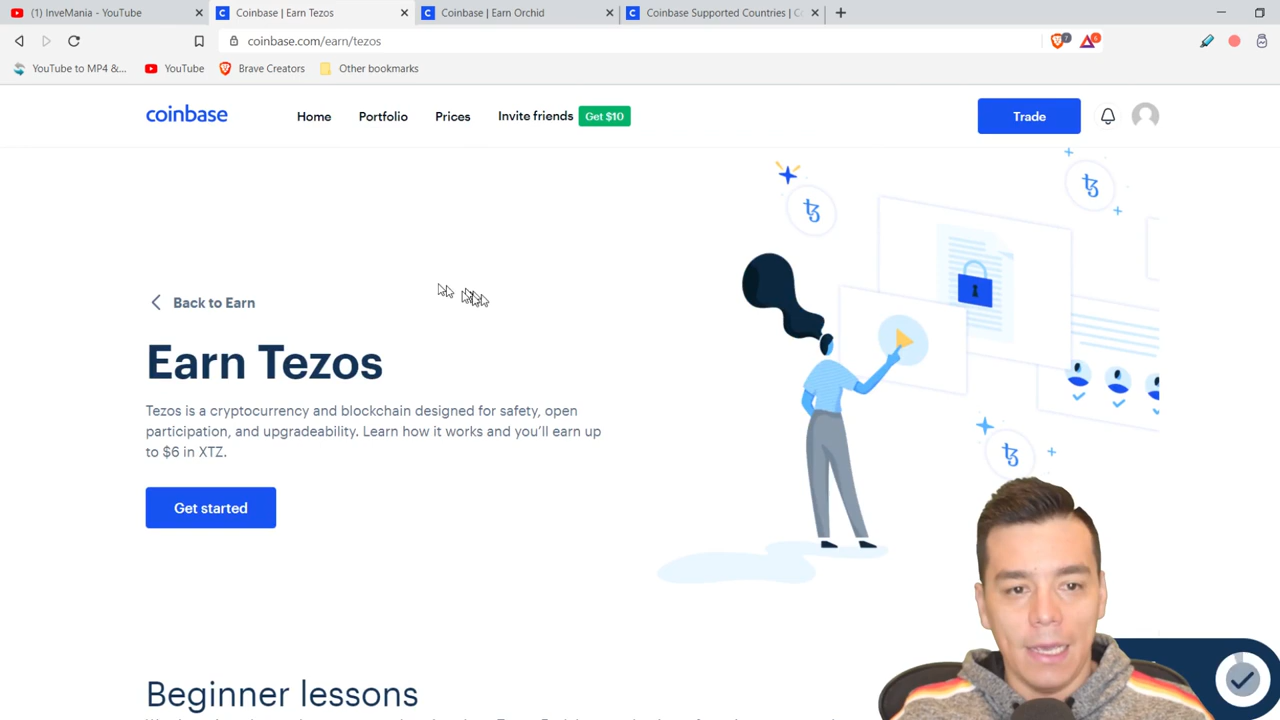 (1) InveMania - YouTube
Coinbase | Earn Tezos
Coinbase | Earn Orchid
Coinbase Supported Countries | C
coinbase.com/earn/tezos
7
6
YouTube to MP4 &...
YouTube
Brave Creators
Other bookmarks
coinbase
Home
Portfolio
Prices
Invite friends
Get $10
Trade
Back to Earn
Earn Tezos
Tezos is a cryptocurrency and blockchain designed for safety, open
participation, and upgradeability. Learn how it works and you'll earn up
to $6 in XTZ.
Get started
Beginner lessons